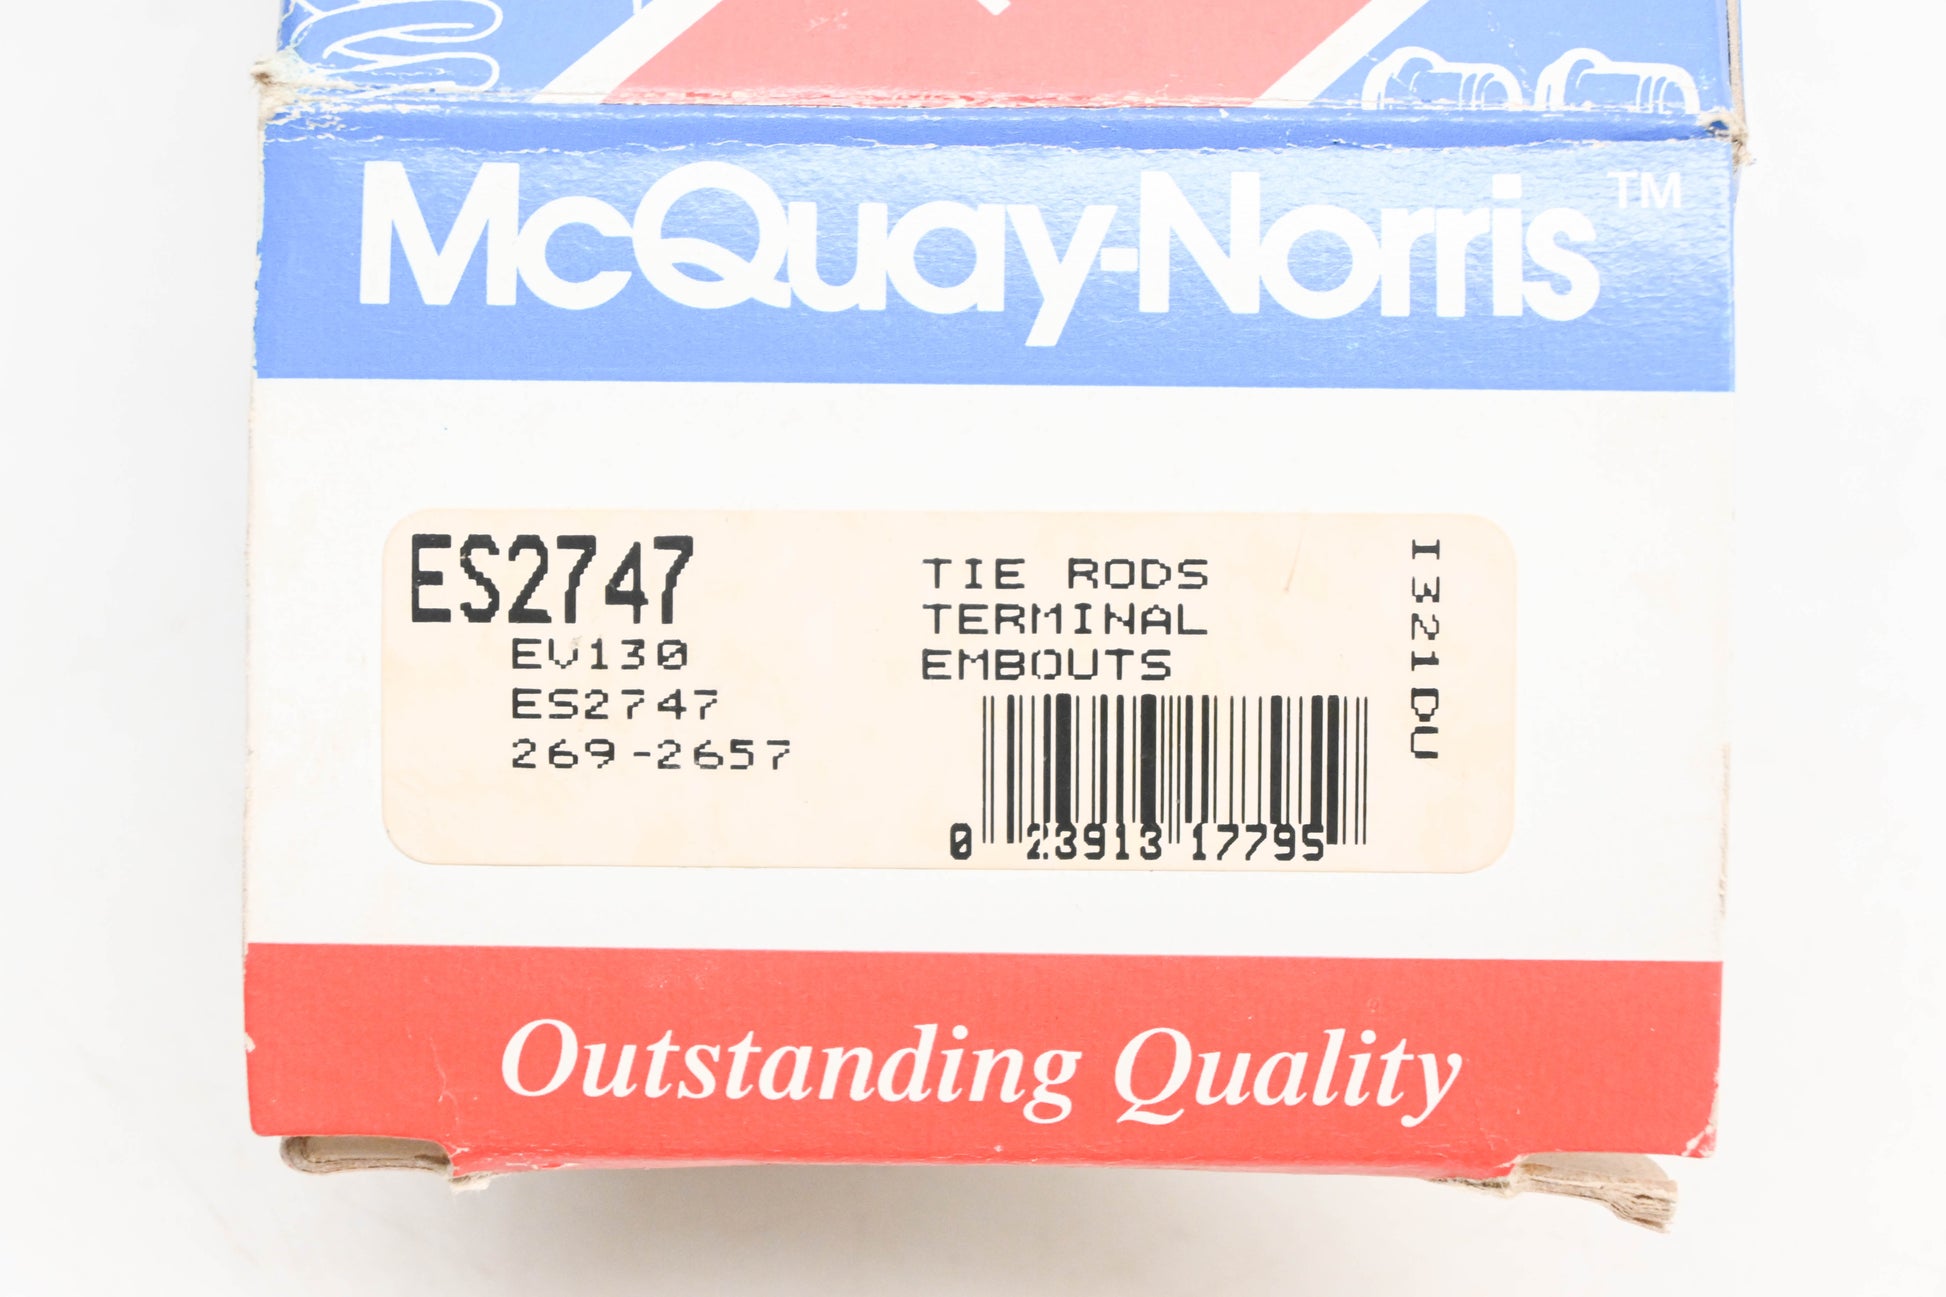 McQuay-Norris™
ES2747
EV130
ES2747
269-2657
TIE RODS
TERMINAL
EMBOUTS
I321DU
0 23913 17795
Outstanding Quality